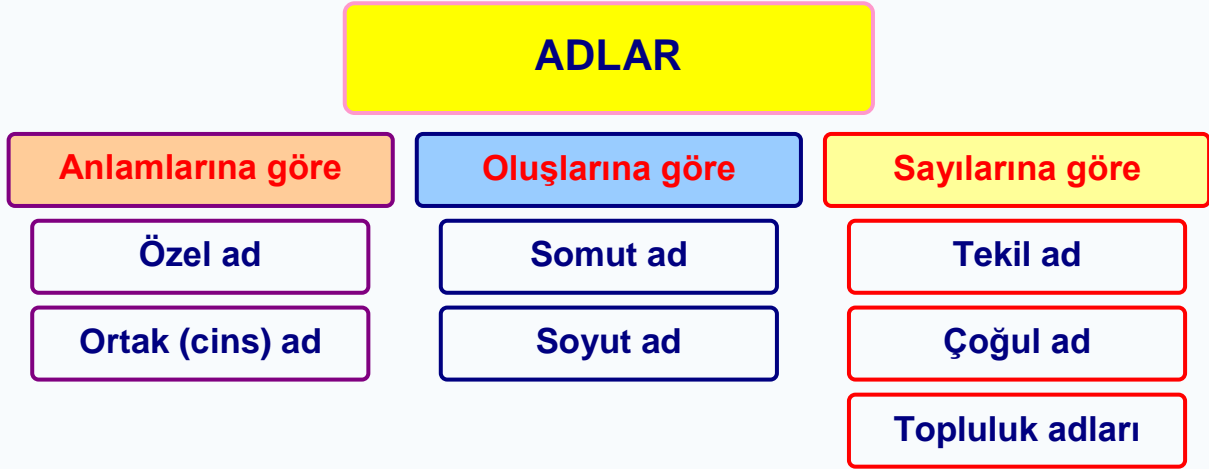 ADLAR
Anlamlarına göre
Özel ad
Ortak (cins) ad
Oluşlarına göre
Somut ad
Soyut ad
Sayılarına göre
Tekil ad
Çoğul ad
Topluluk adları